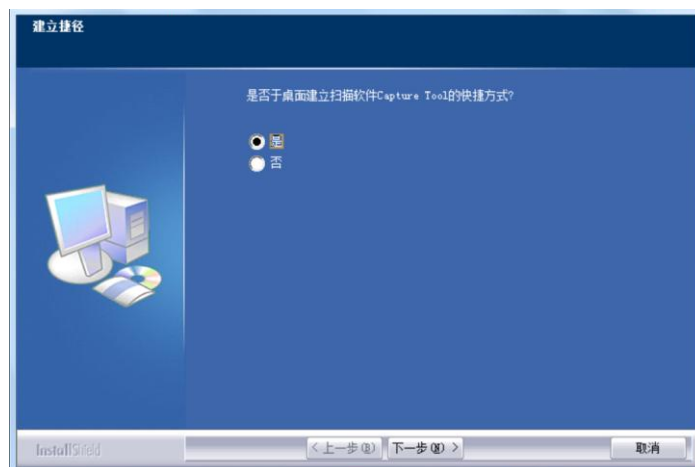 建立捷径
是否于桌面建立扫描软件Capture Tool的快捷方式?
是
否
InstallShield
< 上一步(B)
下一步(N) >
取消